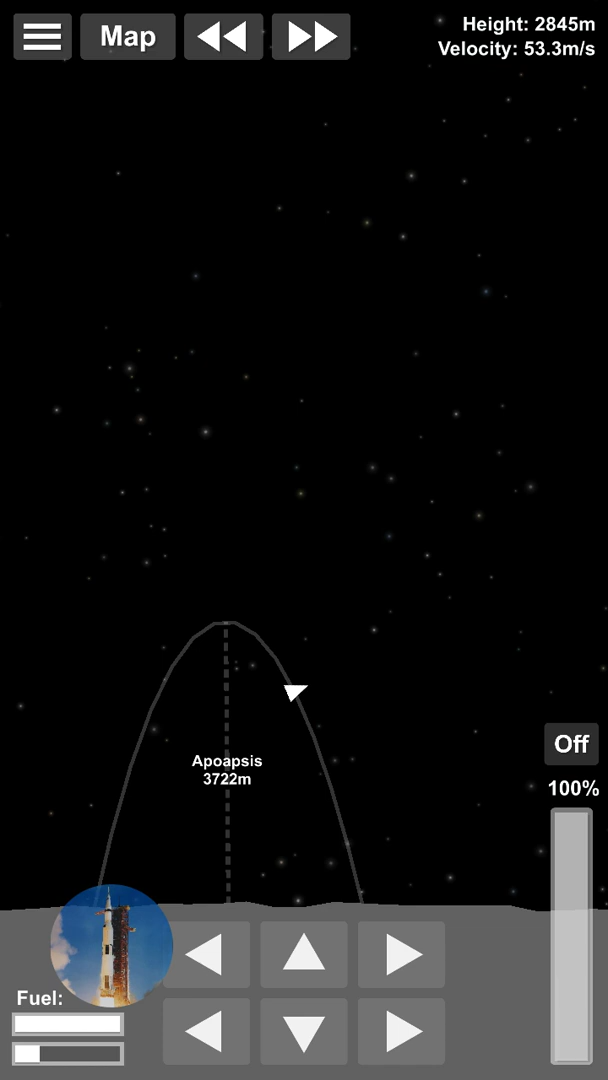 Map
Height: 2845m
Velocity: 53.3m/s
Apoapsis
3722m
Off
100%
Fuel: